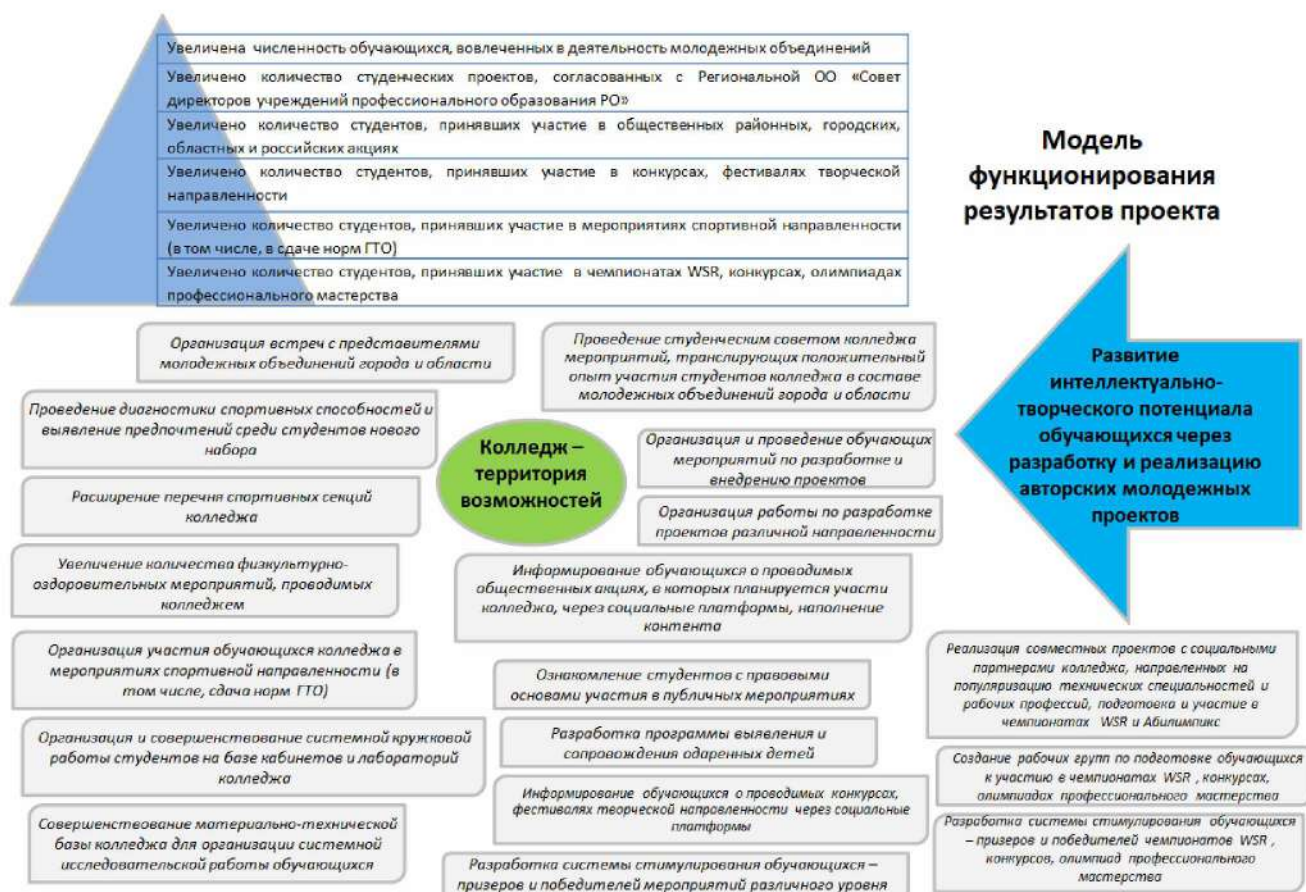 Увеличена численность обучающихся, вовлеченных в деятельность молодежных объединений
Увеличено количество студенческих проектов, согласованных с Региональной ОО «Совет
директоров учреждений профессионального образования РО»
Увеличено количество студентов, принявших участие в общественных районных, городских,
областных и российских акциях
Увеличено количество студентов, принявших участие в конкурсах, фестивалях творческой
направленности
Увеличено количество студентов, принявших участие в мероприятиях спортивной направленности
(в том числе, в сдаче норм ГТО)
Увеличено количество студентов, принявших участие в чемпионатах WSR, конкурсах, олимпиадах
профессионального мастерства
Модель
функционирования
результатов проекта
Развитие
интеллектуально-
творческого потенциала
обучающихся через
разработку и реализацию
авторских молодежных
проектов
Организация встреч с представителями
молодежных объединений города и области
Проведение студенческим советом колледжа
мероприятий, транслирующих положительный
опыт участия студентов колледжа в составе
молодежных объединений города и области
Проведение диагностики спортивных способностей и
выявление предпочтений среди студентов нового
набора
Колледж –
территория
возможностей
Организация и проведение обучающих
мероприятий по разработке и
внедрению проектов
Расширение перечня спортивных секций
колледжа
Организация работы по разработке
проектов различной направленности
Увеличение количества физкультурно-
оздоровительных мероприятий, проводимых
колледжем
Информирование обучающихся о проводимых
общественных акциях, в которых планируется участи
колледжа, через социальные платформы, наполнение
контента
Организация участия обучающихся колледжа в
мероприятиях спортивной направленности (в
том числе, сдача норм ГТО)
Ознакомление студентов с правовыми
основами участия в публичных мероприятиях
Реализация совместных проектов с социальными
партнерами колледжа, направленных на
популяризацию технических специальностей и
рабочих профессий, подготовка и участие в
чемпионатах WSR и Абилимпикс
Организация и совершенствование системной кружковой
работы студентов на базе кабинетов и лабораторий
колледжа
Разработка программы выявления и
сопровождения одаренных детей
Создание рабочих групп по подготовке обучающихся
к участию в чемпионатах WSR , конкурсах,
олимпиадах профессионального мастерства
Информирование обучающихся о проводимых конкурсах,
фестивалях творческой направленности через социальные
платформы
Совершенствование материально-технической
базы колледжа для организации системной
исследовательской работы обучающихся
Разработка системы стимулирования обучающихся
– призеров и победителей чемпионатов WSR ,
конкурсов, олимпиад профессионального
мастерства
Разработка системы стимулирования обучающихся –
призеров и победителей мероприятий различного уровня